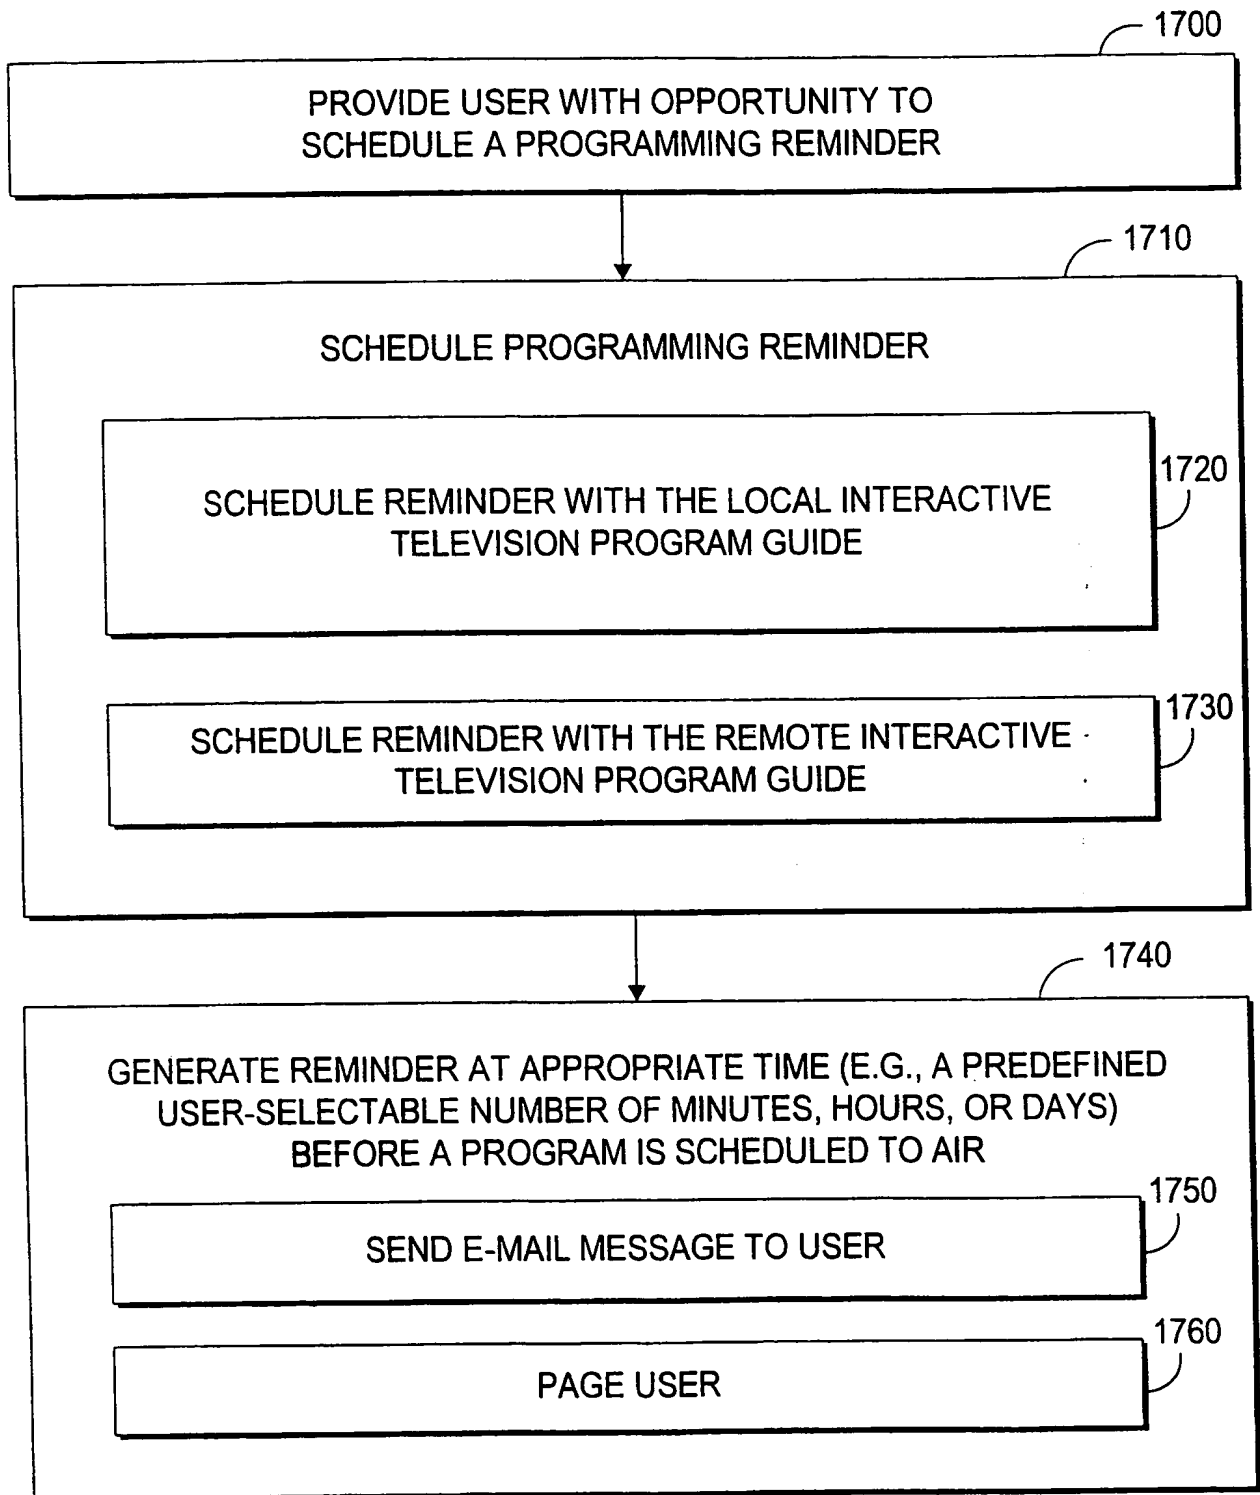 1700
PROVIDE USER WITH OPPORTUNITY TO
SCHEDULE A PROGRAMMING REMINDER
1710
SCHEDULE PROGRAMMING REMINDER
1720
SCHEDULE REMINDER WITH THE LOCAL INTERACTIVE
TELEVISION PROGRAM GUIDE
1730
SCHEDULE REMINDER WITH THE REMOTE INTERACTIVE
TELEVISION PROGRAM GUIDE
1740
GENERATE REMINDER AT APPROPRIATE TIME (E.G., A PREDEFINED
USER-SELECTABLE NUMBER OF MINUTES, HOURS, OR DAYS)
BEFORE A PROGRAM IS SCHEDULED TO AIR
1750
SEND E-MAIL MESSAGE TO USER
1760
PAGE USER